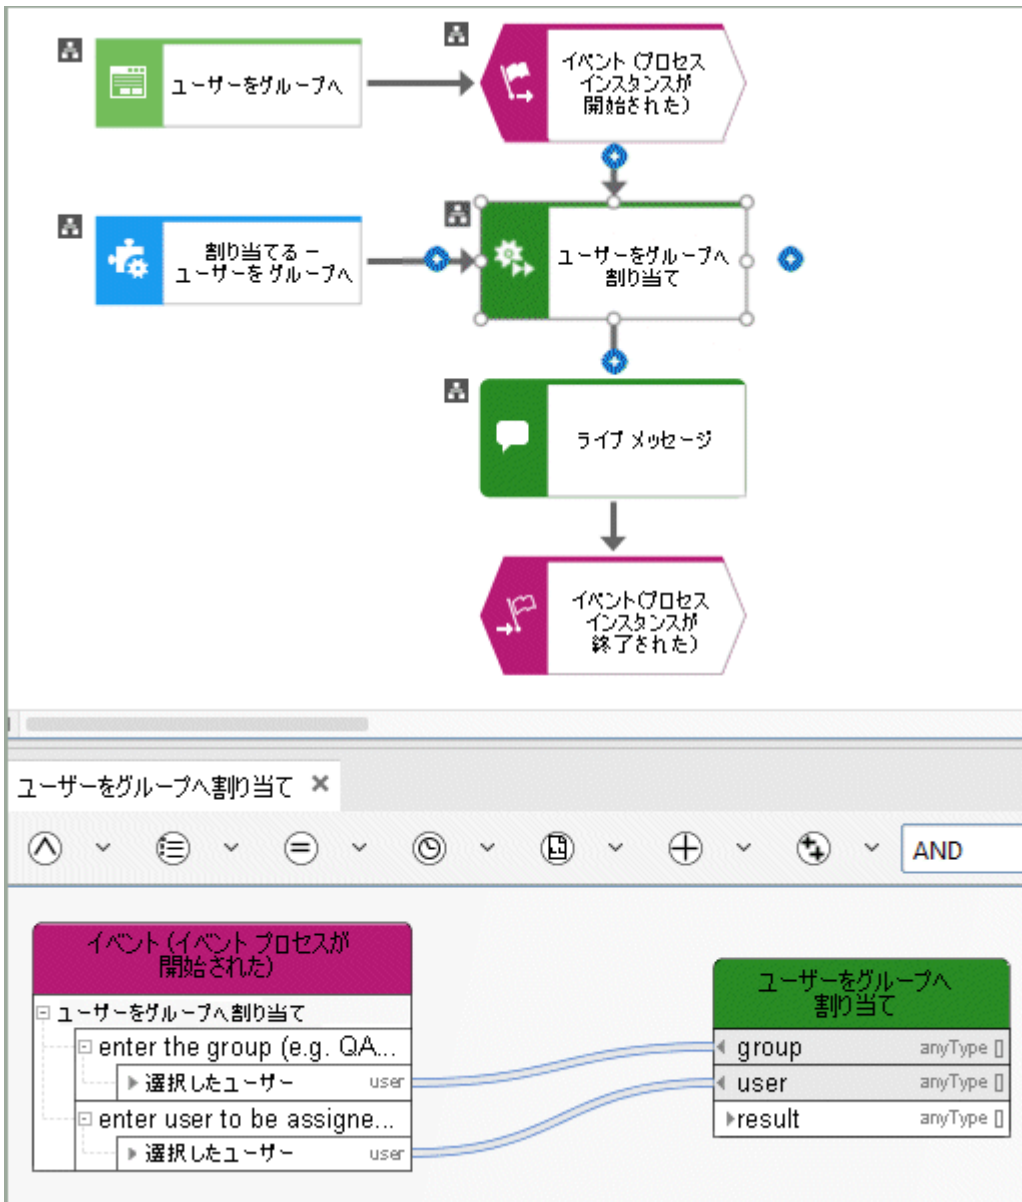 ユーザーをグループへ
イベント (プロセス
インスタンスが
開始された)
割り当てる －
ユーザーを グループへ
ユーザーをグループへ
割り当て
ライブ メッセージ
イベント(プロセス
インスタンスが
終了された)
ユーザーをグループへ割り当て ×
AND
イベント (イベント プロセスが
開始された)
ユーザーをグループへ割り当て
enter the group (e.g. QA...
選択したユーザー user
enter user to be assigne...
選択したユーザー user
ユーザーをグループへ
割り当て
group anyType []
user anyType []
result anyType []